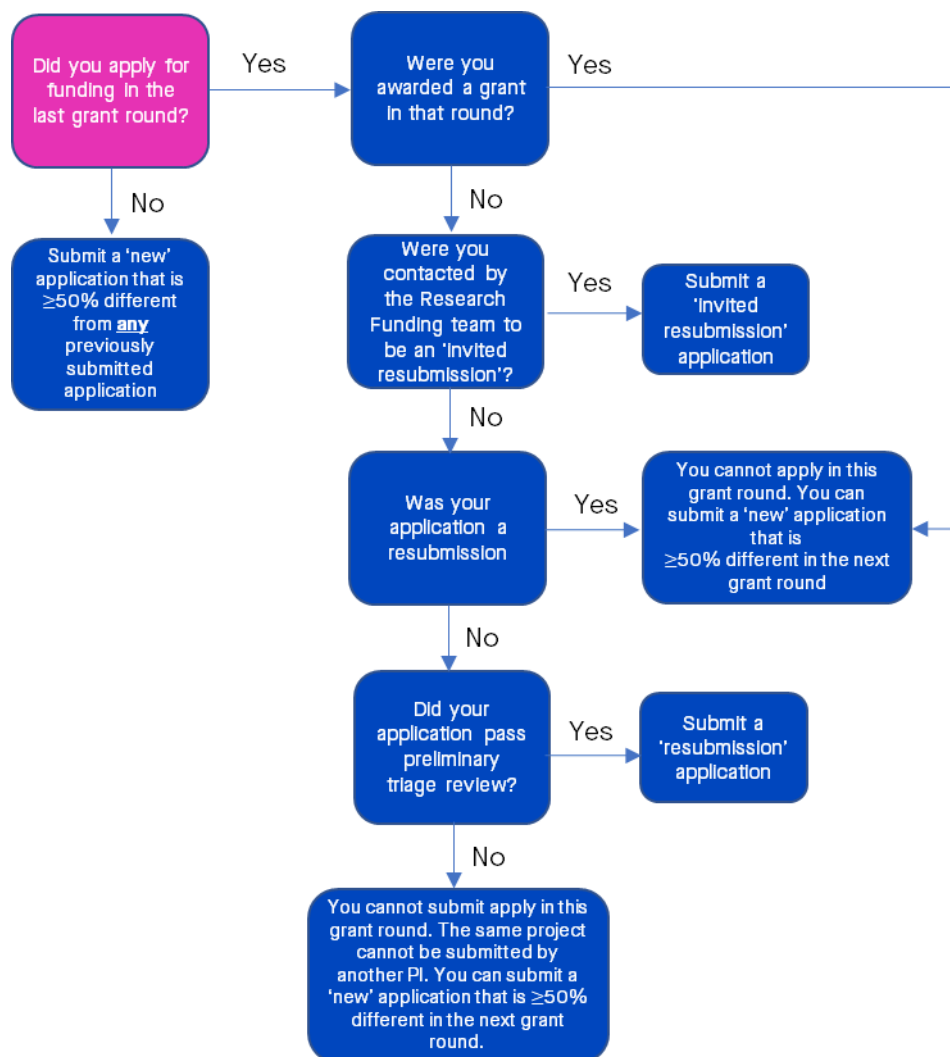 Did you apply for
funding in the
last grant round?
Yes
Were you
awarded a grant
in that round?
Yes
No
No
Submit a ‘new’
application that is
≥50% different
from any
previously
submitted
application
Were you
contacted by
the Research
Funding team to
be an ‘invited
resubmission’?
Yes
Submit a
‘invited
resubmission’
application
No
Was your
application a
resubmission
Yes
You cannot apply in this
grant round. You can
submit a ‘new’ application
that is
≥50% different in the next
grant round
No
Did your
application pass
preliminary
triage review?
Yes
Submit a
‘resubmission’
application
No
You cannot submit apply in this
grant round. The same project
cannot be submitted by
another PI. You can submit a
‘new’ application that is ≥50%
different in the next grant
round.